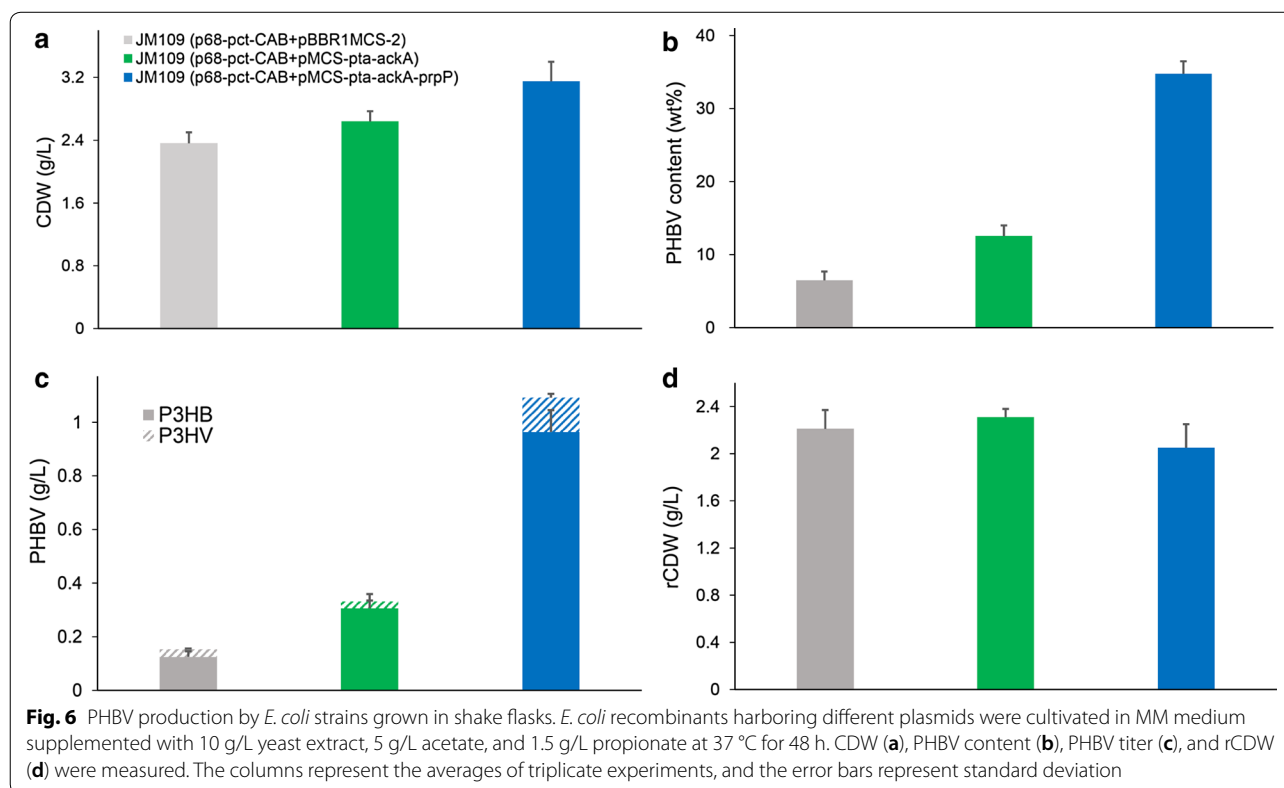 a
JM109 (p68-pct-CAB+pBBR1MCS-2)
JM109 (p68-pct-CAB+pMCS-pta-ackA)
JM109 (p68-pct-CAB+pMCS-pta-ackA-prpP)
CDW (g/L)
3.2
2.4
1.6
0.8
0
b
PHBV content (wt%)
40
30
20
10
0
c
P3HB
P3HV
PHBV (g/L)
1
0.8
0.6
0.4
0.2
0
d
rCDW (g/L)
2.4
2
1.6
1.2
0.8
0.4
0
Fig. 6 PHBV production by E. coli strains grown in shake flasks. E. coli recombinants harboring different plasmids were cultivated in MM medium
supplemented with 10 g/L yeast extract, 5 g/L acetate, and 1.5 g/L propionate at 37 °C for 48 h. CDW (a), PHBV content (b), PHBV titer (c), and rCDW
(d) were measured. The columns represent the averages of triplicate experiments, and the error bars represent standard deviation